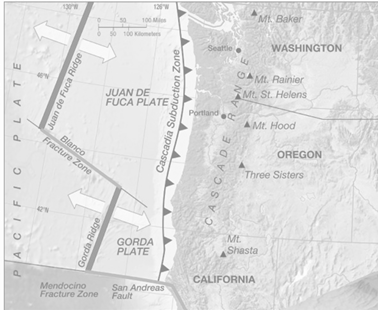 130°W
120°W
0 50 100 Miles
0 50 100 Kilometers
Mt. Baker
Seattle
WASHINGTON
46°N
Mt. Rainier
Mt. St. Helens
Portland
Mt. Hood
OREGON
Three Sisters
CASCADE RANGE
PACIFIC PLATE
Juan de Fuca Ridge
JUAN DE
FUCA PLATE
Cascadia Subduction Zone
Blanco
Fracture Zone
42°N
Gorda Ridge
GORDA
PLATE
Mt.
Shasta
CALIFORNIA
Mendocino
Fracture Zone
San Andreas
Fault